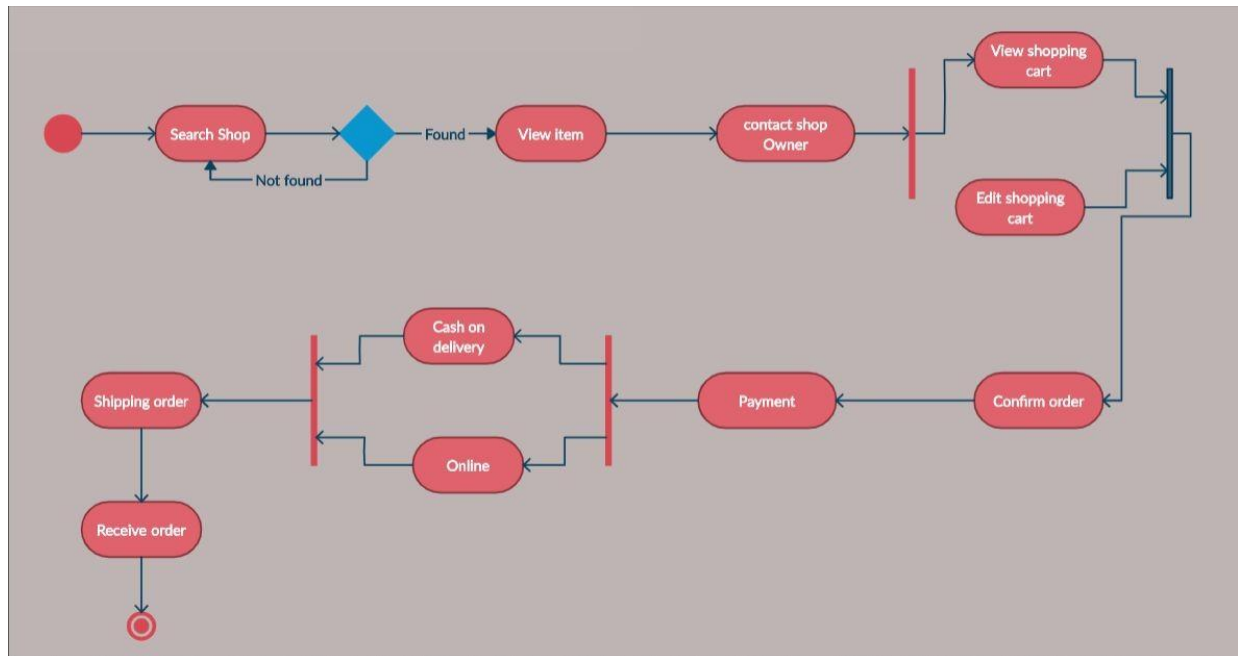 View shopping
cart
Search Shop
Found
View item
contact shop
Owner
Not found
Edit shopping
cart
Cash on
delivery
Shipping order
Payment
Confirm order
Online
Receive order